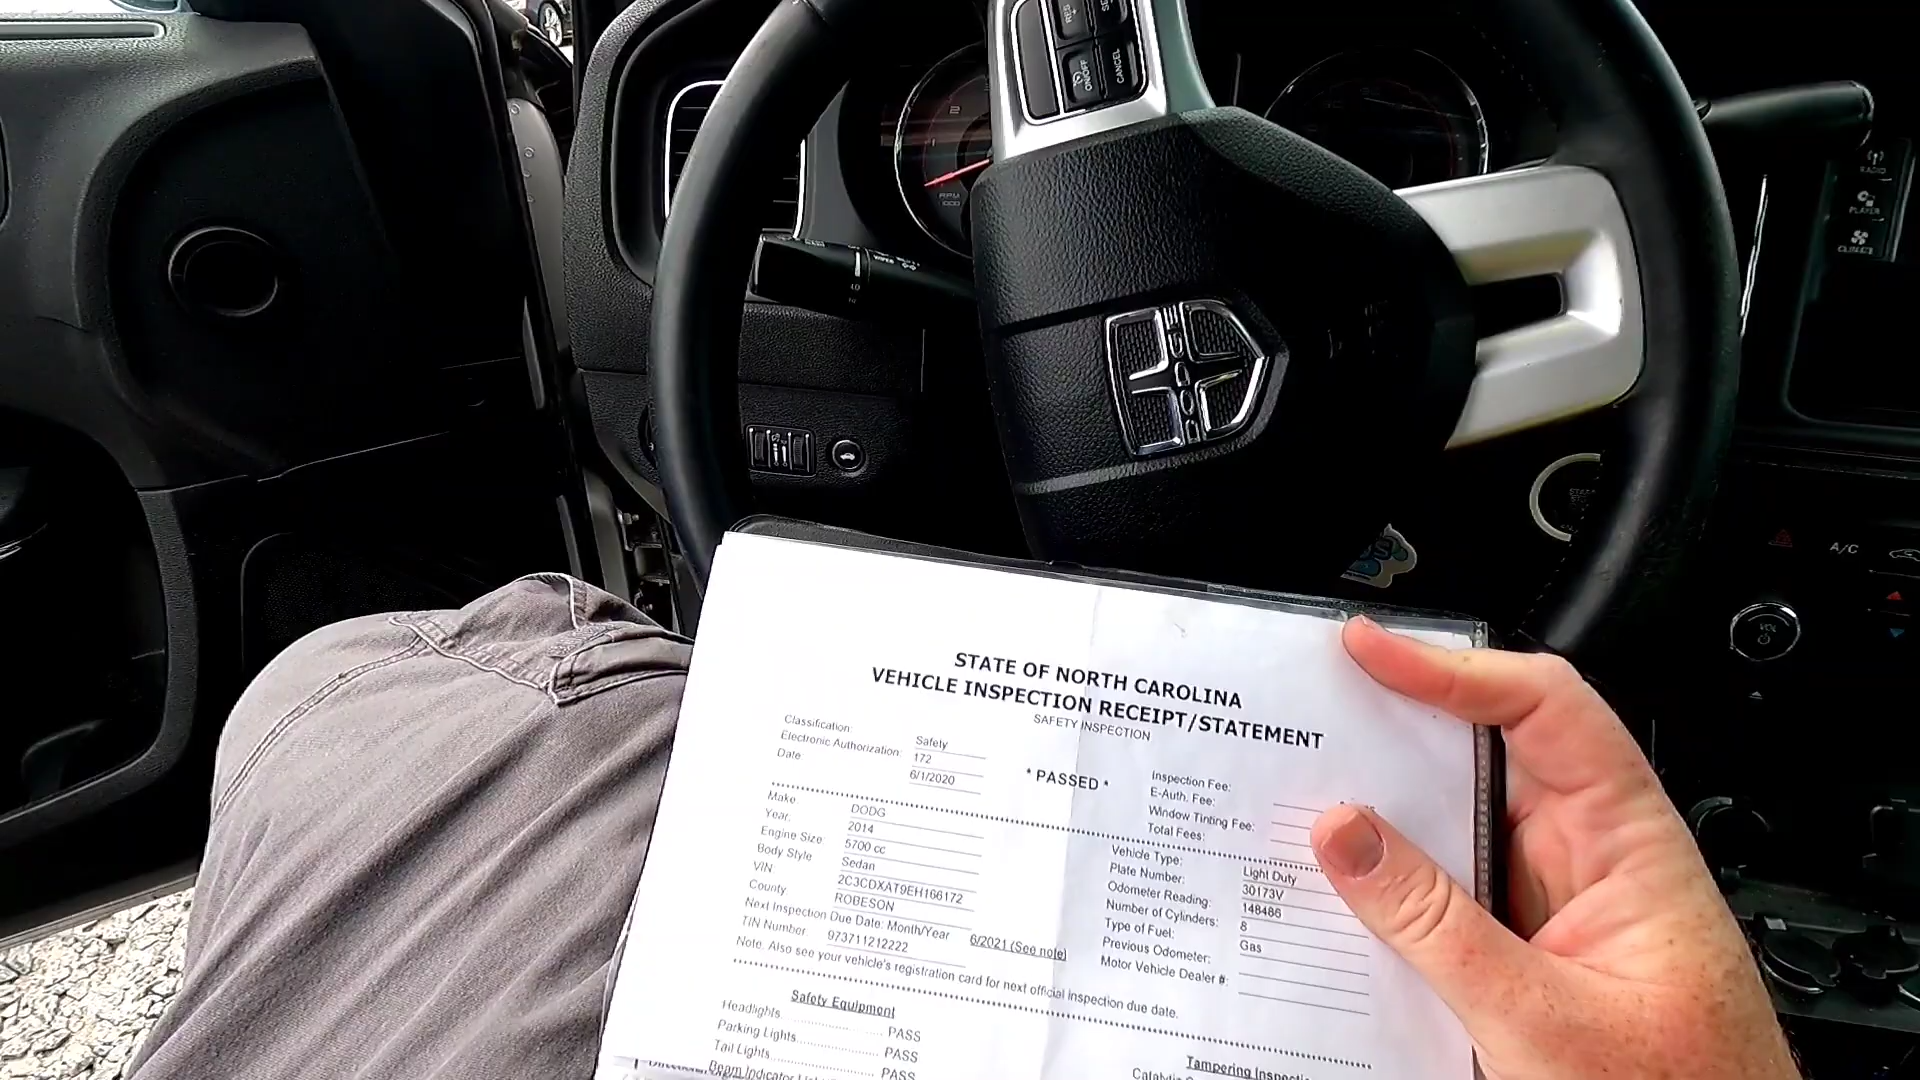 RES
ON/OFF
CANCEL
RPM
1000
RADIO
PLAYER
DODGE
A/C
VOL
STATE OF NORTH CAROLINA
VEHICLE INSPECTION RECEIPT/STATEMENT
SAFETY INSPECTION
Classification: Safety
Electronic Authorization: 172
Date 6/1/2020
* PASSED *
Inspection Fee:
E-Auth. Fee:
Window Tinting Fee:
Total Fees:
Make: DODG
Year: 2014
Engine Size: 5700 cc
Body Style Sedan
VIN 2C3CDXAT9EH166172
County: ROBESON
Next Inspection Due Date: Month/Year 6/2021 (See note)
TIN Number: 973711212222
Note: Also see your vehicle's registration card for next official inspection due date.
Vehicle Type: Light Duty
Plate Number: 30173V
Odometer Reading: 148486
Number of Cylinders: 8
Type of Fuel: Gas
Previous Odometer:
Motor Vehicle Dealer #:
Safety Equipment
Headlights PASS
Parking Lights PASS
Tail Lights PASS
Tampering